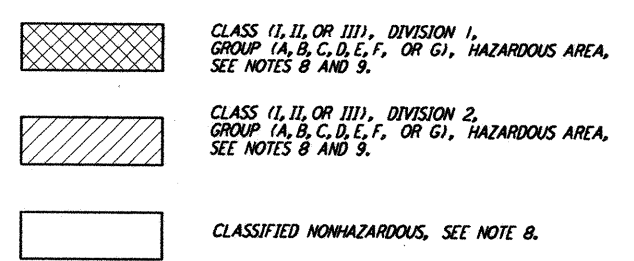 CLASS (I, II, OR III), DIVISION 1,
GROUP (A, B, C, D, E, F, OR G), HAZARDOUS AREA,
SEE NOTES 8 AND 9.
CLASS (I, II, OR III), DIVISION 2,
GROUP (A, B, C, D, E, F, OR G), HAZARDOUS AREA,
SEE NOTES 8 AND 9.
CLASSIFIED NONHAZARDOUS, SEE NOTE 8.